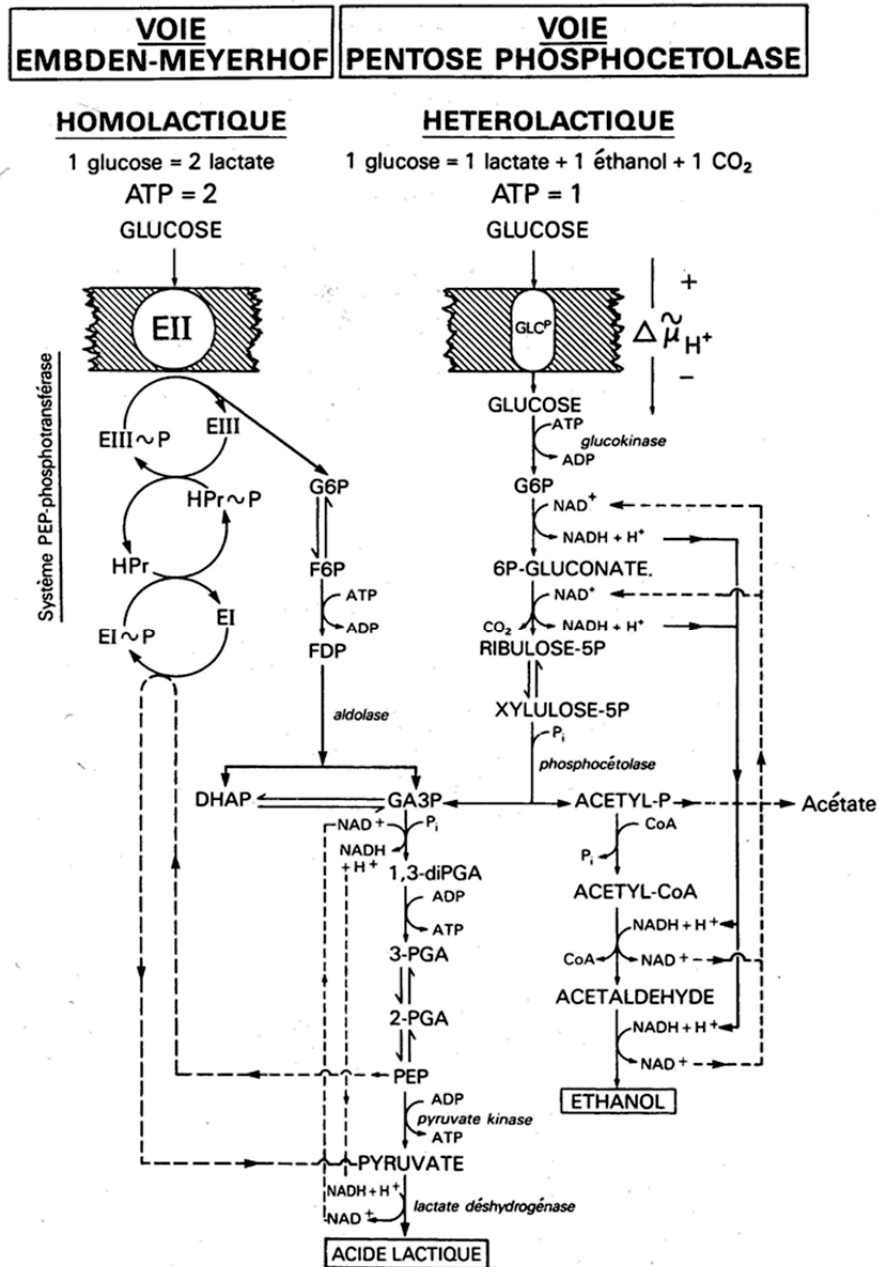 VOIE
EMBDEN-MEYERHOF
VOIE
PENTOSE PHOSPHOCETOLASE
HOMOLACTIQUE
1 glucose = 2 lactate
ATP = 2
GLUCOSE
EII
Système PEP-phosphotransférase
EIII~P
EIII
HPr~P
HPr
EI~P
EI
G6P
F6P
ATP
ADP
FDP
aldolase
DHAP
GA3P
NAD+
Pi
NADH
+H+
1,3-diPGA
ADP
ATP
3-PGA
2-PGA
PEP
ADP
pyruvate kinase
ATP
PYRUVATE
NADH+H+
lactate déshydrogénase
NAD+
ACIDE LACTIQUE
HETEROLACTIQUE
1 glucose = 1 lactate + 1 éthanol + 1 CO₂
ATP = 1
GLUCOSE
GLCP
+
Δ μ̃ H+
−
GLUCOSE
ATP
glucokinase
ADP
G6P
NAD+
NADH + H+
6P-GLUCONATE.
NAD+
CO₂
NADH + H+
RIBULOSE-5P
XYLULOSE-5P
Pi
phosphocétolase
ACETYL-P
Acétate
CoA
Pi
ACETYL-CoA
NADH+H+
CoA
NAD+
ACETALDEHYDE
NADH+H+
NAD+
ETHANOL